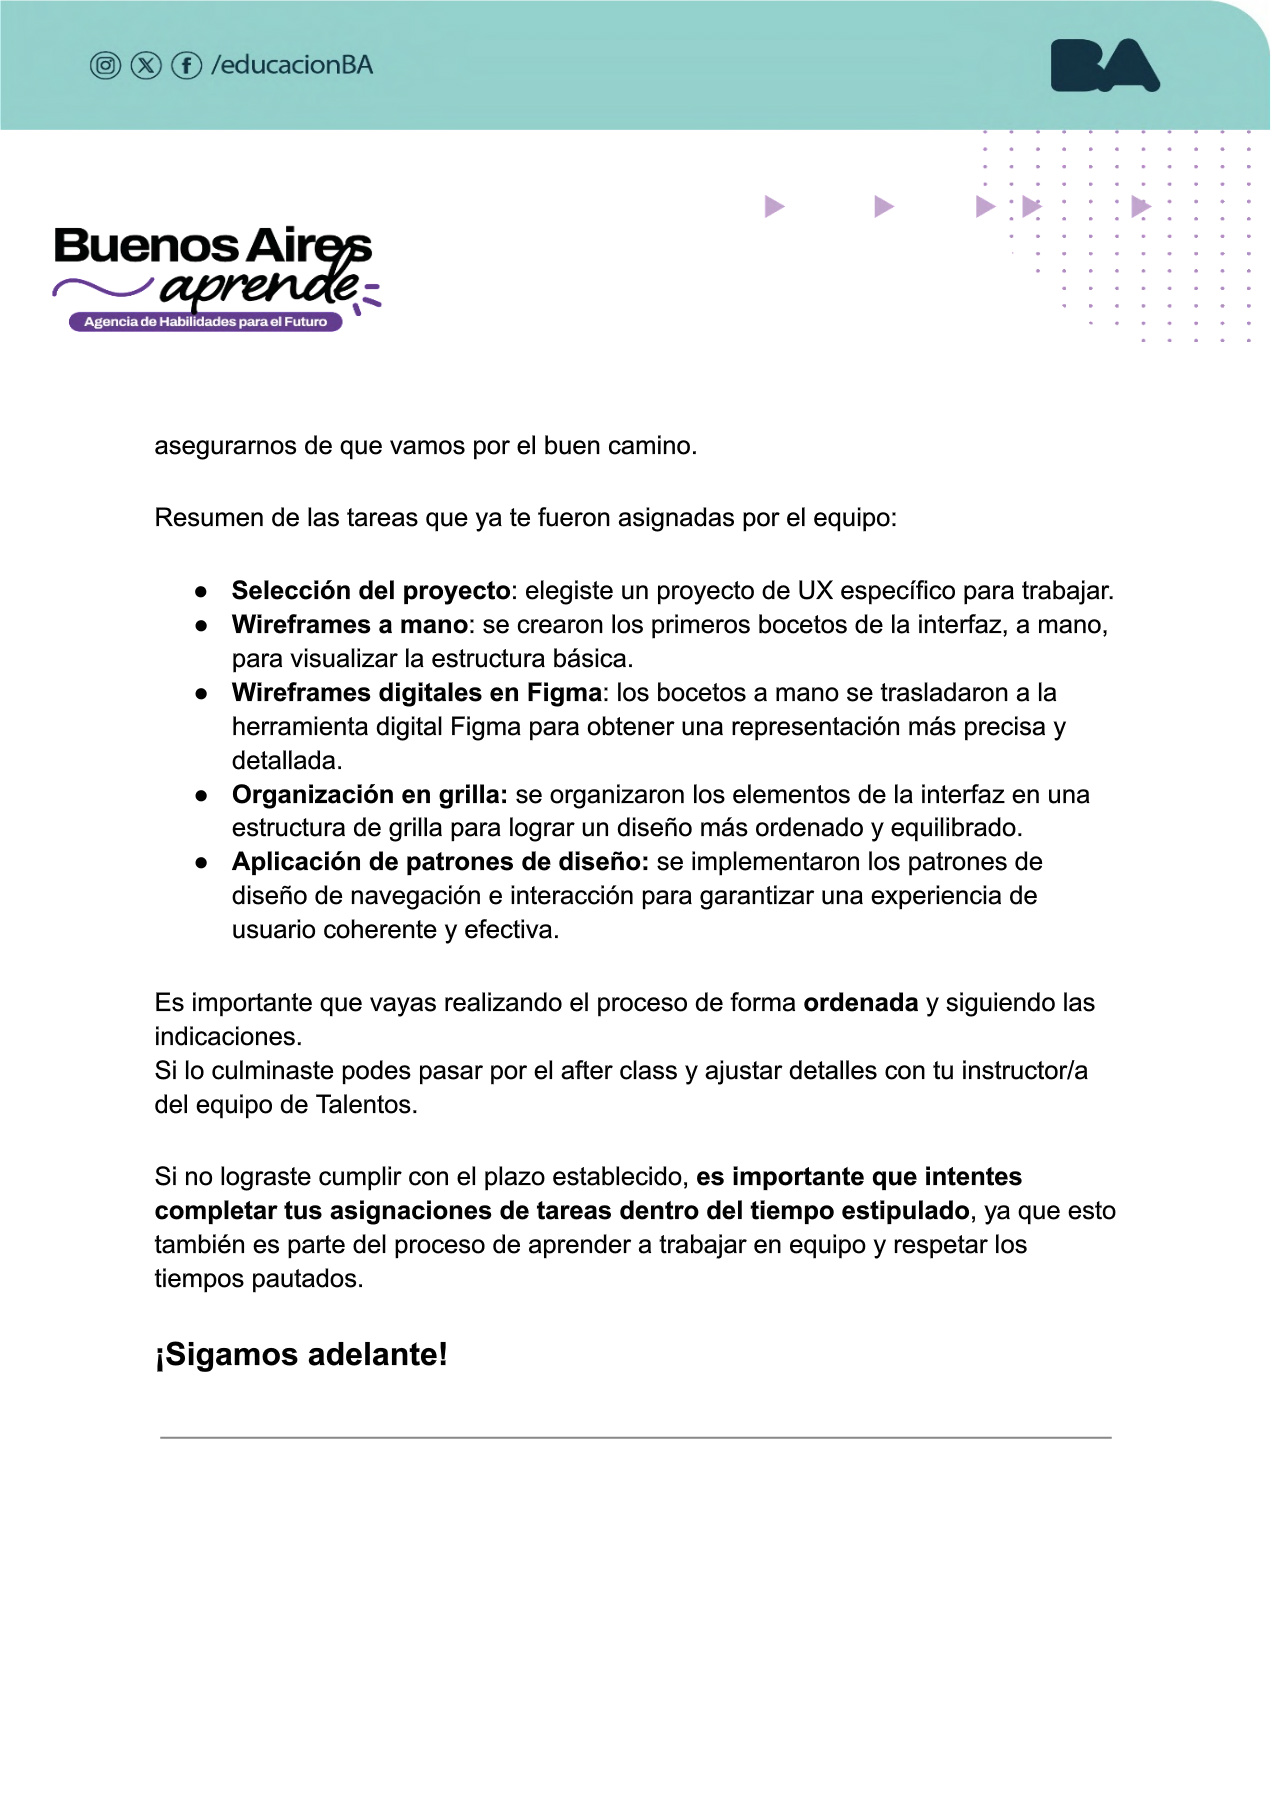 /educacionBA
BA
Buenos Aires
aprende
Agencia de Habilidades para el Futuro
asegurarnos de que vamos por el buen camino.
Resumen de las tareas que ya te fueron asignadas por el equipo:
● Selección del proyecto: elegiste un proyecto de UX específico para trabajar.
● Wireframes a mano: se crearon los primeros bocetos de la interfaz, a mano,
para visualizar la estructura básica.
● Wireframes digitales en Figma: los bocetos a mano se trasladaron a la
herramienta digital Figma para obtener una representación más precisa y
detallada.
● Organización en grilla: se organizaron los elementos de la interfaz en una
estructura de grilla para lograr un diseño más ordenado y equilibrado.
● Aplicación de patrones de diseño: se implementaron los patrones de
diseño de navegación e interacción para garantizar una experiencia de
usuario coherente y efectiva.
Es importante que vayas realizando el proceso de forma ordenada y siguiendo las
indicaciones.
Si lo culminaste podes pasar por el after class y ajustar detalles con tu instructor/a
del equipo de Talentos.
Si no lograste cumplir con el plazo establecido, es importante que intentes
completar tus asignaciones de tareas dentro del tiempo estipulado, ya que esto
también es parte del proceso de aprender a trabajar en equipo y respetar los
tiempos pautados.
¡Sigamos adelante!